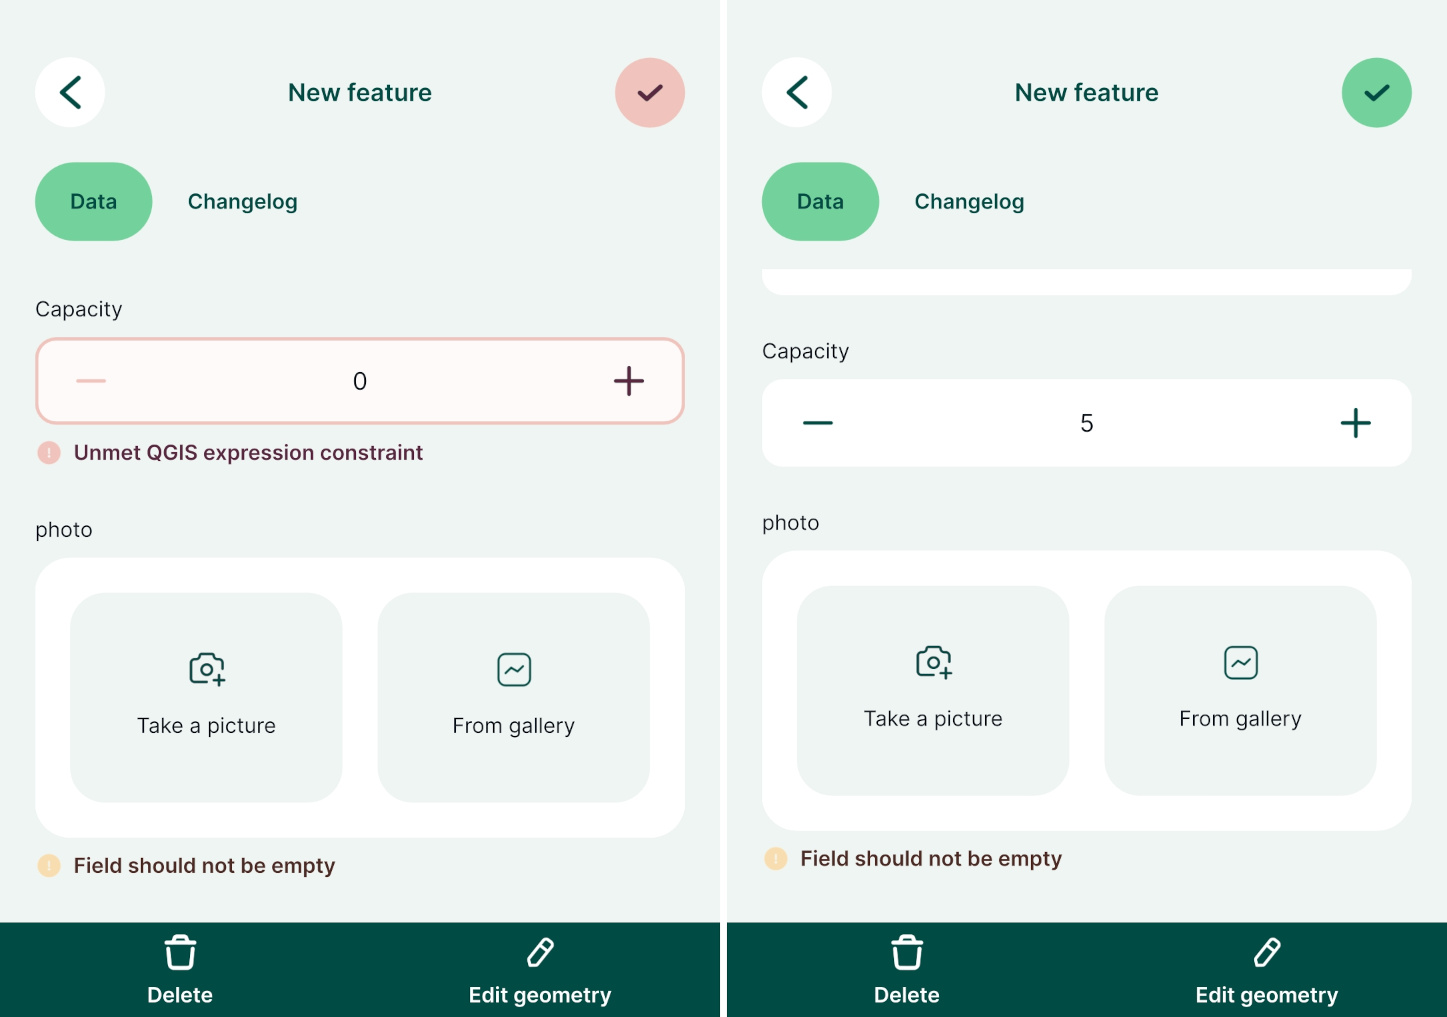 New feature
Data
Changelog
Capacity
0
Unmet QGIS expression constraint
photo
Take a picture
From gallery
Field should not be empty
Delete
Edit geometry
New feature
Data
Changelog
Capacity
5
photo
Take a picture
From gallery
Field should not be empty
Delete
Edit geometry